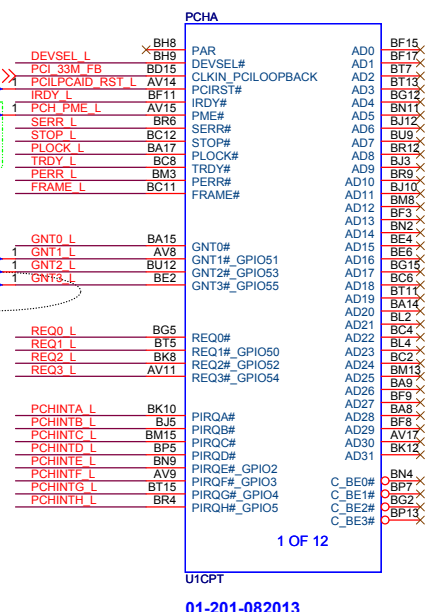 PCHA
BH8 PAR AD0 BF15
DEVSEL_L BH9 DEVSEL# AD1 BF17
PCI_33M_FB BD15 CLKIN_PCILOOPBACK AD2 BT7
1 PCILPCAID_RST_L AV14 PCIRST# AD3 BT13
IRDY_L BF11 IRDY# AD4 BG12
1 PCH_PME_L AV15 PME# AD5 BN11
SERR_L BR6 SERR# AD6 BJ12
STOP_L BC12 STOP# AD7 BU9
PLOCK_L BA17 PLOCK# AD8 BR12
TRDY_L BC8 TRDY# AD9 BJ3
PERR_L BM3 PERR# AD10 BR9
FRAME_L BC11 FRAME# AD11 BJ10
AD12 BM8
AD13 BF3
AD14 BN2
GNT0_L BA15 GNT0# AD15 BE4
1 GNT1_L AV8 GNT1#_GPIO51 AD16 BE6
1 GNT2_L BU12 GNT2#_GPIO53 AD17 BG15
1 GNT3_L BE2 GNT3#_GPIO55 AD18 BC6
AD19 BT11
AD20 BA14
AD21 BL2
REQ0_L BG5 REQ0# AD22 BC4
REQ1_L BT5 REQ1#_GPIO50 AD23 BL4
REQ2_L BK8 REQ2#_GPIO52 AD24 BC2
REQ3_L AV11 REQ3#_GPIO54 AD25 BM13
AD26 BA9
AD27 BF9
PCHINTA_L BK10 PIRQA# AD28 BA8
PCHINTB_L BJ5 PIRQB# AD29 BF8
PCHINTC_L BM15 PIRQC# AD30 AV17
PCHINTD_L BP5 PIRQD# AD31 BK12
PCHINTE_L BN9 PIRQE#_GPIO2
PCHINTF_L AV9 PIRQF#_GPIO3 C_BE0# BN4
PCHINTG_L BT15 PIRQG#_GPIO4 C_BE1# BP7
PCHINTH_L BR4 PIRQH#_GPIO5 C_BE2# BG2
C_BE3# BP13
1 OF 12
U1CPT
01-201-082013